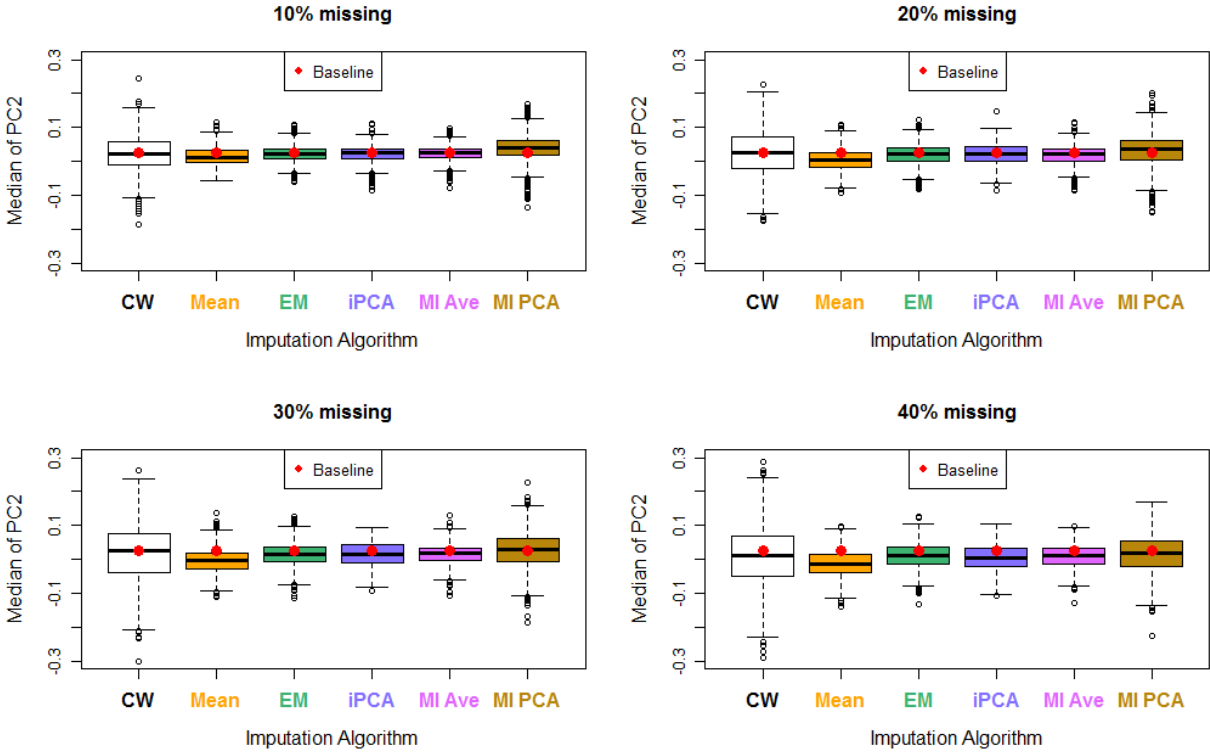 10% missing
Median of PC2
0.3
0.1
-0.1
-0.3
Baseline
CW Mean EM iPCA MI Ave MI PCA
Imputation Algorithm
20% missing
Median of PC2
0.3
0.1
-0.1
-0.3
Baseline
CW Mean EM iPCA MI Ave MI PCA
Imputation Algorithm
30% missing
Median of PC2
0.3
0.1
-0.1
-0.3
Baseline
CW Mean EM iPCA MI Ave MI PCA
Imputation Algorithm
40% missing
Median of PC2
0.3
0.1
-0.1
-0.3
Baseline
CW Mean EM iPCA MI Ave MI PCA
Imputation Algorithm